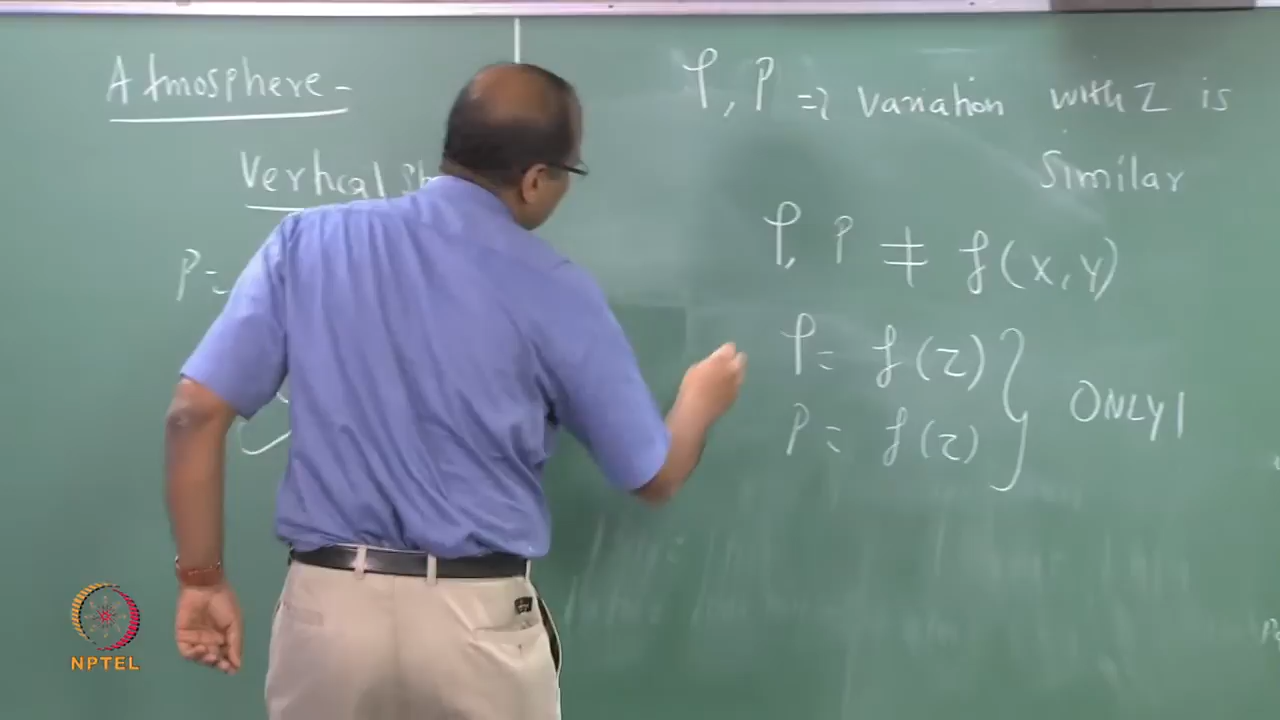 Atmosphere -
Vertical
P =
ρ, P => variation with Z is
similar
ρ, P ≠ f(x,y)
ρ = f(z)
P = f(z)
ONLY!
NPTEL